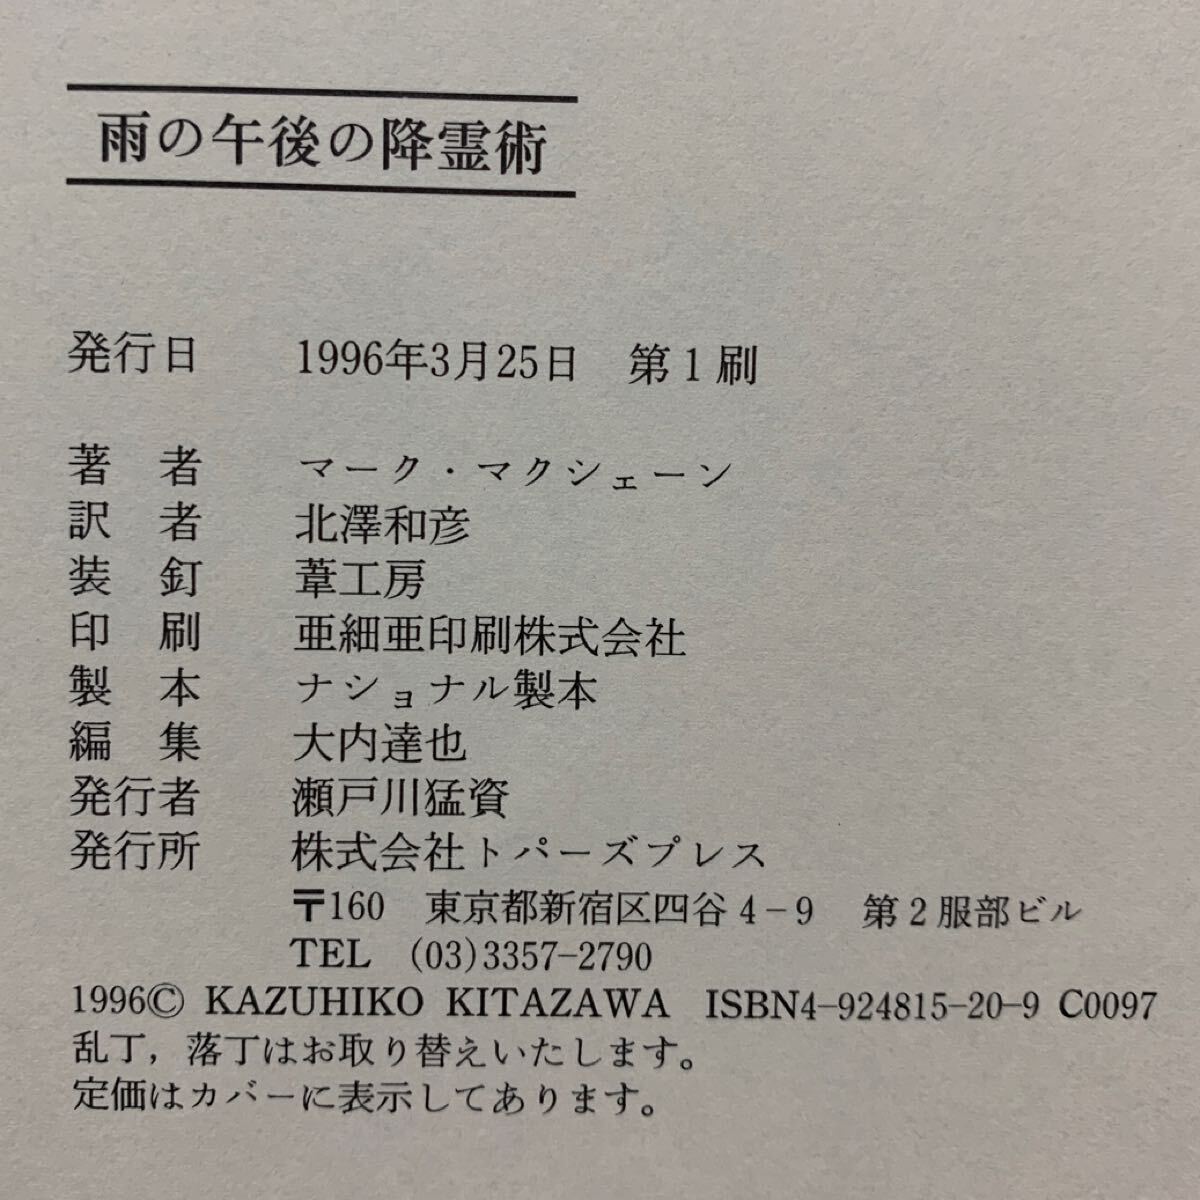 雨の午後の降霊術
発行日　1996年3月25日　第1刷
著者　マーク・マクシェーン
訳者　北澤和彦
装釘　葦工房
印刷　亜細亜印刷株式会社
製本　ナショナル製本
編集　大内達也
発行者　瀬戸川猛資
発行所　株式会社トパーズプレス
〒160　東京都新宿区四谷4-9　第2服部ビル
TEL　(03)3357-2790
1996© KAZUHIKO KITAZAWA　ISBN4-924815-20-9 C0097
乱丁，落丁はお取り替えいたします。
定価はカバーに表示してあります。